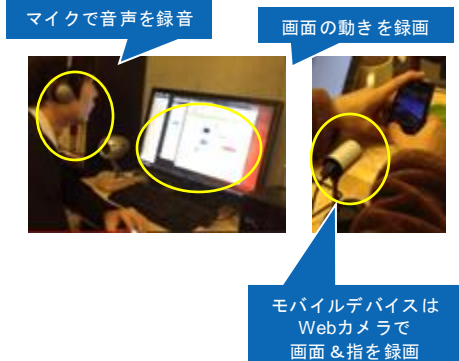 マイクで音声を録音
画面の動きを録画
モバイルデバイスは
Webカメラで
画面＆指を録画